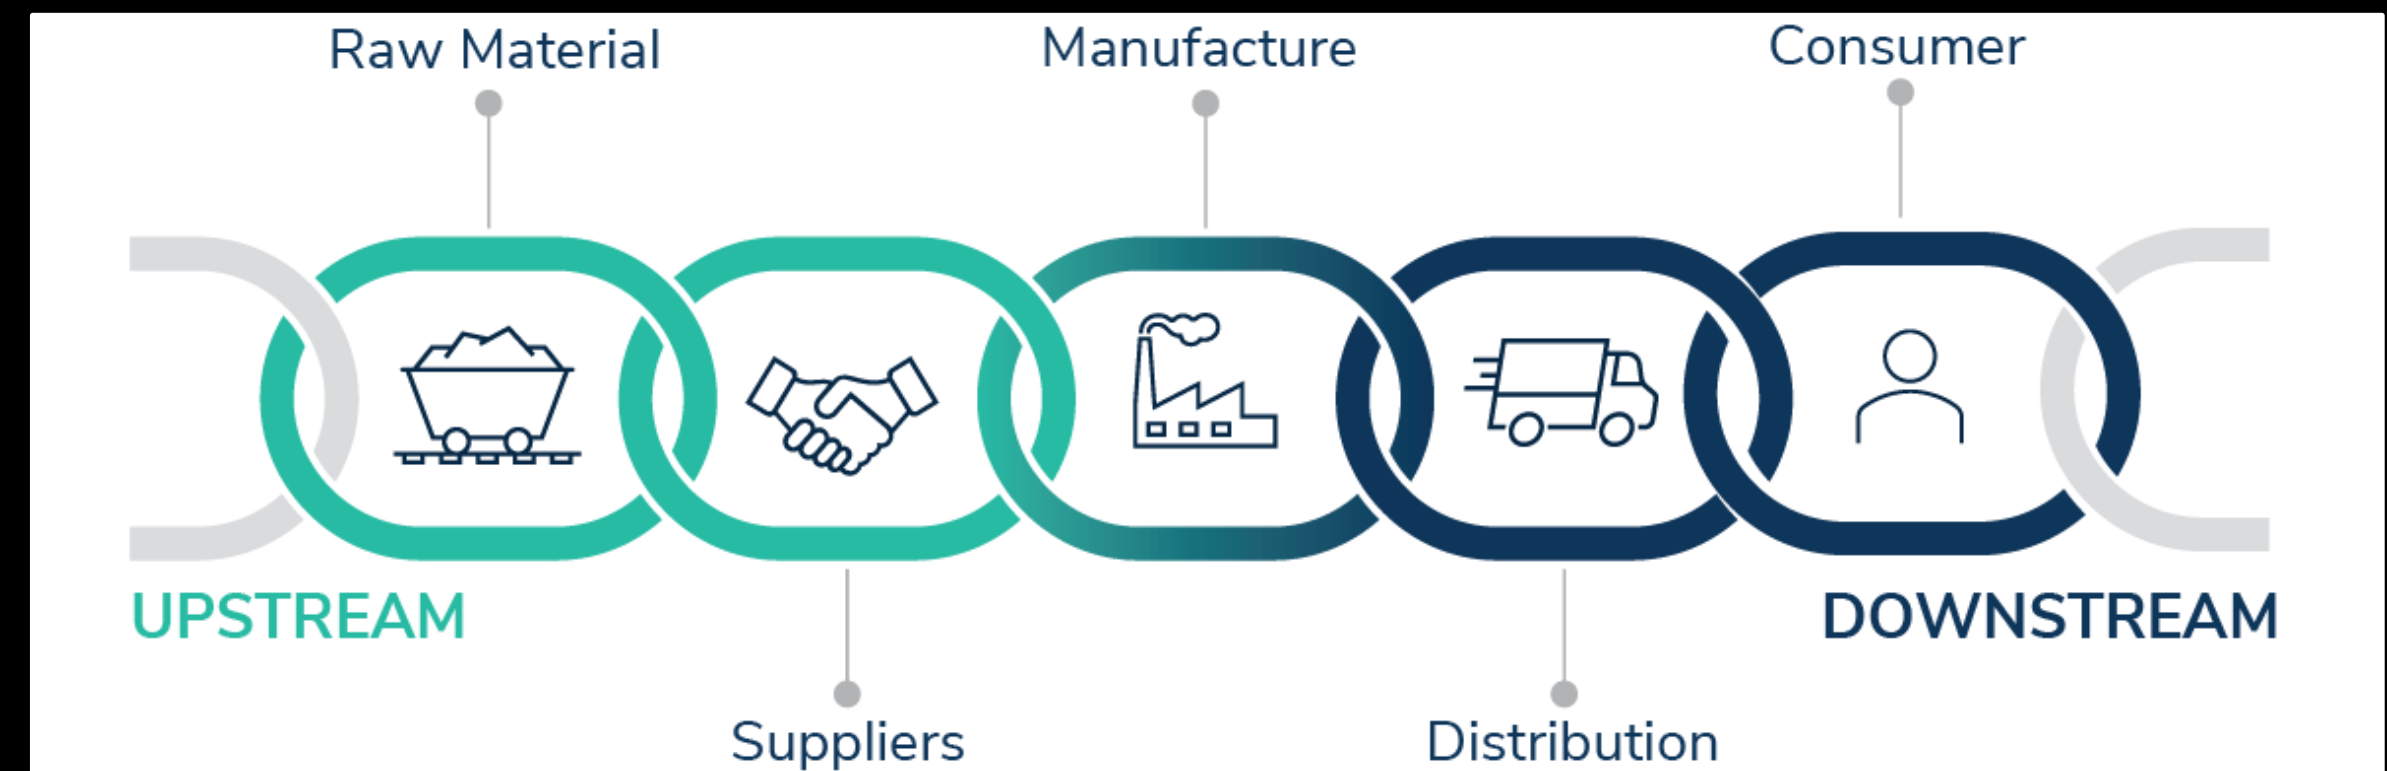 Raw Material
Manufacture
Consumer
UPSTREAM
DOWNSTREAM
Suppliers
Distribution